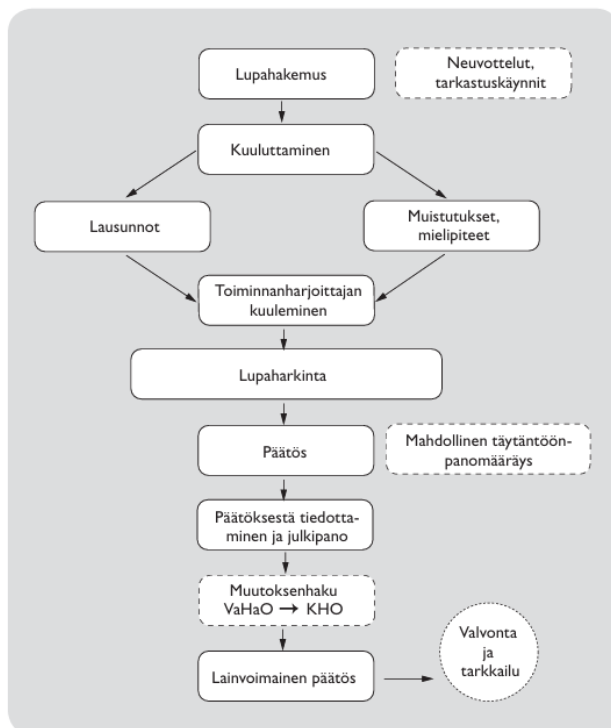 Lupahakemus
Neuvottelut,
tarkastuskäynnit
Kuuluttaminen
Lausunnot
Muistutukset,
mielipiteet
Toiminnanharjoittajan
kuuleminen
Lupaharkinta
Päätös
Mahdollinen täytäntöön-
panomääräys
Päätöksestä tiedotta-
minen ja julkipano
Muutoksenhaku
VaHaO → KHO
Lainvoimainen päätös
Valvonta
ja
tarkkailu